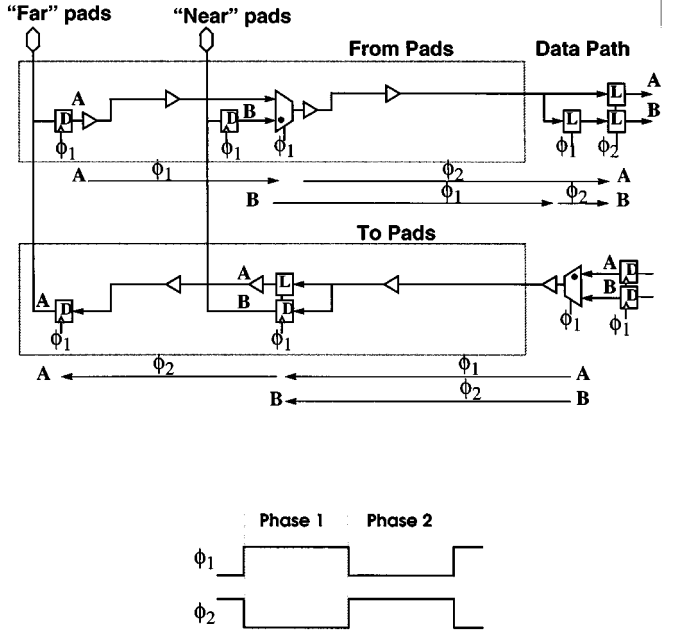 “Far” pads
“Near” pads
From Pads
Data Path
A
D
B
D
L
A
L
L
B
ϕ1
ϕ1
ϕ1
ϕ1
ϕ2
A
ϕ1
ϕ2
A
B
ϕ1
ϕ2
B
To Pads
A
D
A
L
B
D
A
D
B
D
ϕ1
ϕ1
ϕ1
ϕ1
A
ϕ2
ϕ1
A
B
ϕ2
B
Phase 1
Phase 2
ϕ1
ϕ2